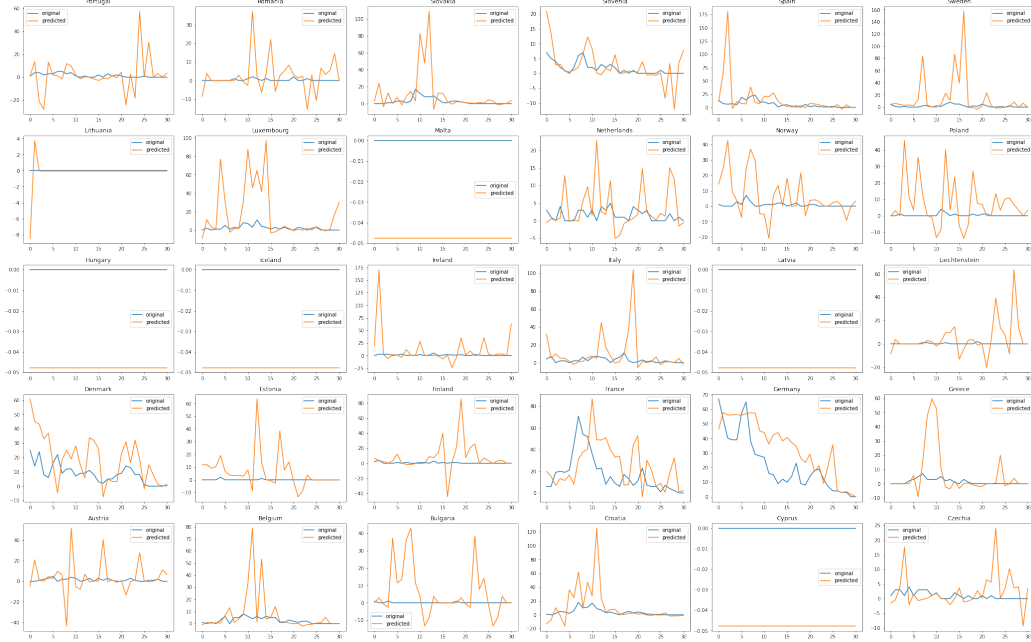 Portugal
original
predicted
Romania
original
predicted
Slovakia
original
predicted
Slovenia
original
predicted
Spain
original
predicted
Sweden
original
predicted
Lithuania
original
predicted
Luxembourg
original
predicted
Malta
original
predicted
Netherlands
original
predicted
Norway
original
predicted
Poland
original
predicted
Hungary
original
predicted
Iceland
original
predicted
Ireland
original
predicted
Italy
original
predicted
Latvia
original
predicted
Liechtenstein
original
predicted
Denmark
original
predicted
Estonia
original
predicted
Finland
original
predicted
France
original
predicted
Germany
original
predicted
Greece
original
predicted
Austria
original
predicted
Belgium
original
predicted
Bulgaria
original
predicted
Croatia
original
predicted
Cyprus
original
predicted
Czechia
original
predicted